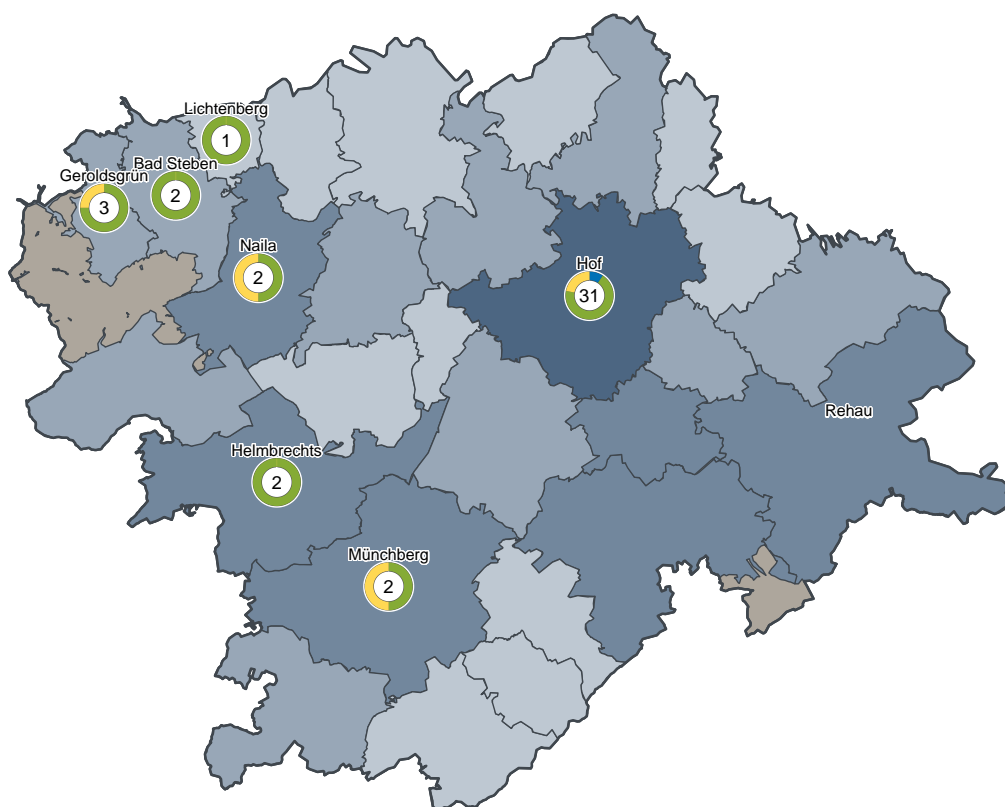 Lichtenberg
1
Bad Steben
2
Geroldsgrün
3
Naila
2
Hof
31
Rehau
Helmbrechts
2
Münchberg
2